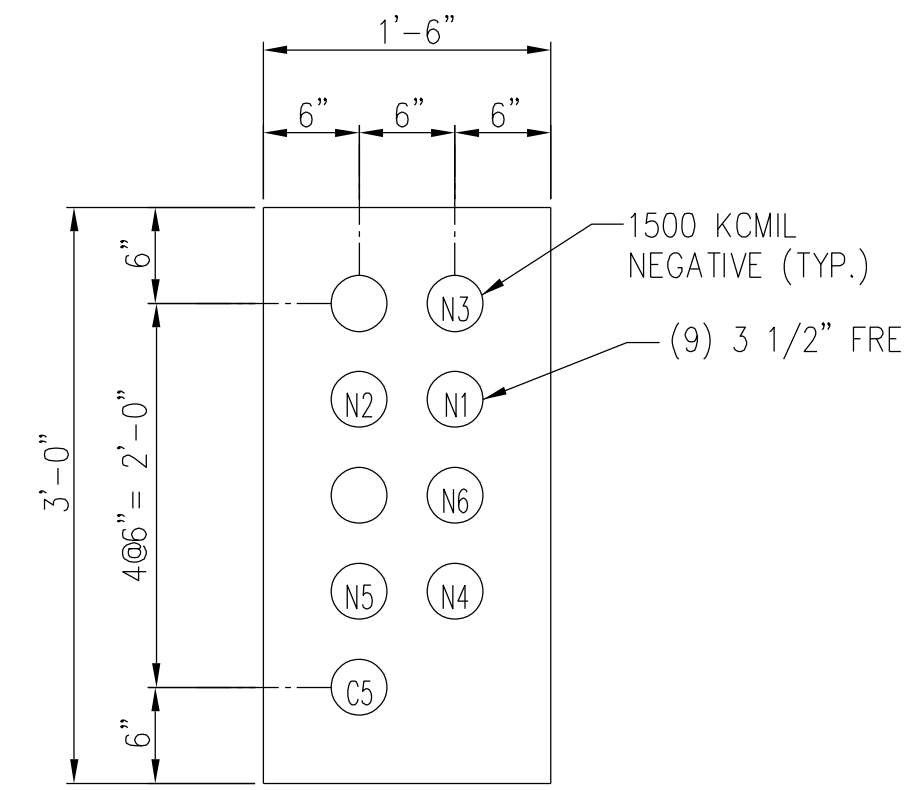 1'-6"
6" 6" 6"
1500 KCMIL
NEGATIVE (TYP.)
(9) 3 1/2" FRE
6"
3'-0"
4@6"= 2'-0"
6"
N3
N2 N1
N6
N5 N4
C5